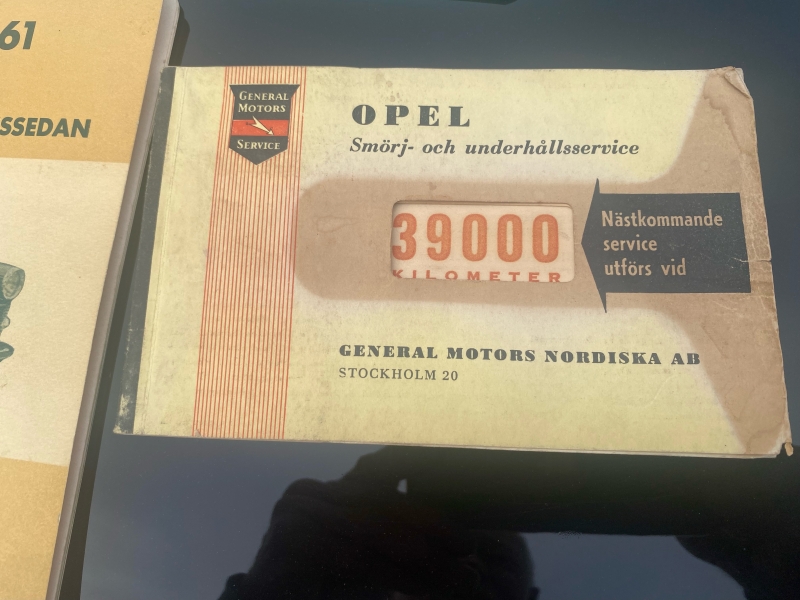 61
SSEDAN
GENERAL
MOTORS
SERVICE
OPEL
Smörj- och underhållsservice
39000
KILOMETER
Nästkommande
service
utförs vid
GENERAL MOTORS NORDISKA AB
STOCKHOLM 20